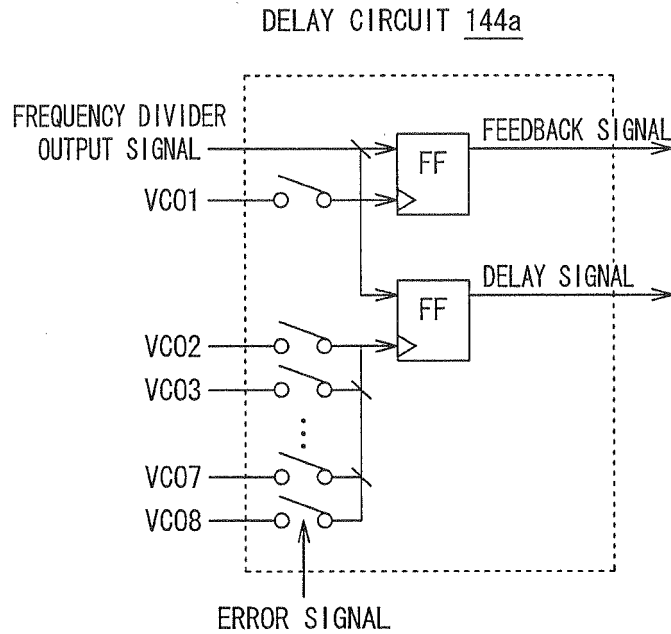 DELAY CIRCUIT 144a
FREQUENCY DIVIDER
OUTPUT SIGNAL
FF
FEEDBACK SIGNAL
VCO1
FF
DELAY SIGNAL
VCO2
VCO3
VCO7
VCO8
ERROR SIGNAL